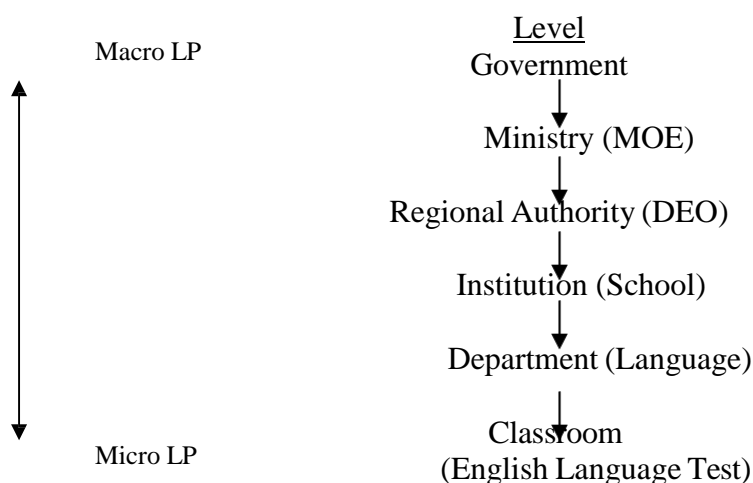 Level
Macro LP
Government
Ministry (MOE)
Regional Authority (DEO)
Institution (School)
Department (Language)
Classroom
Micro LP
(English Language Test)